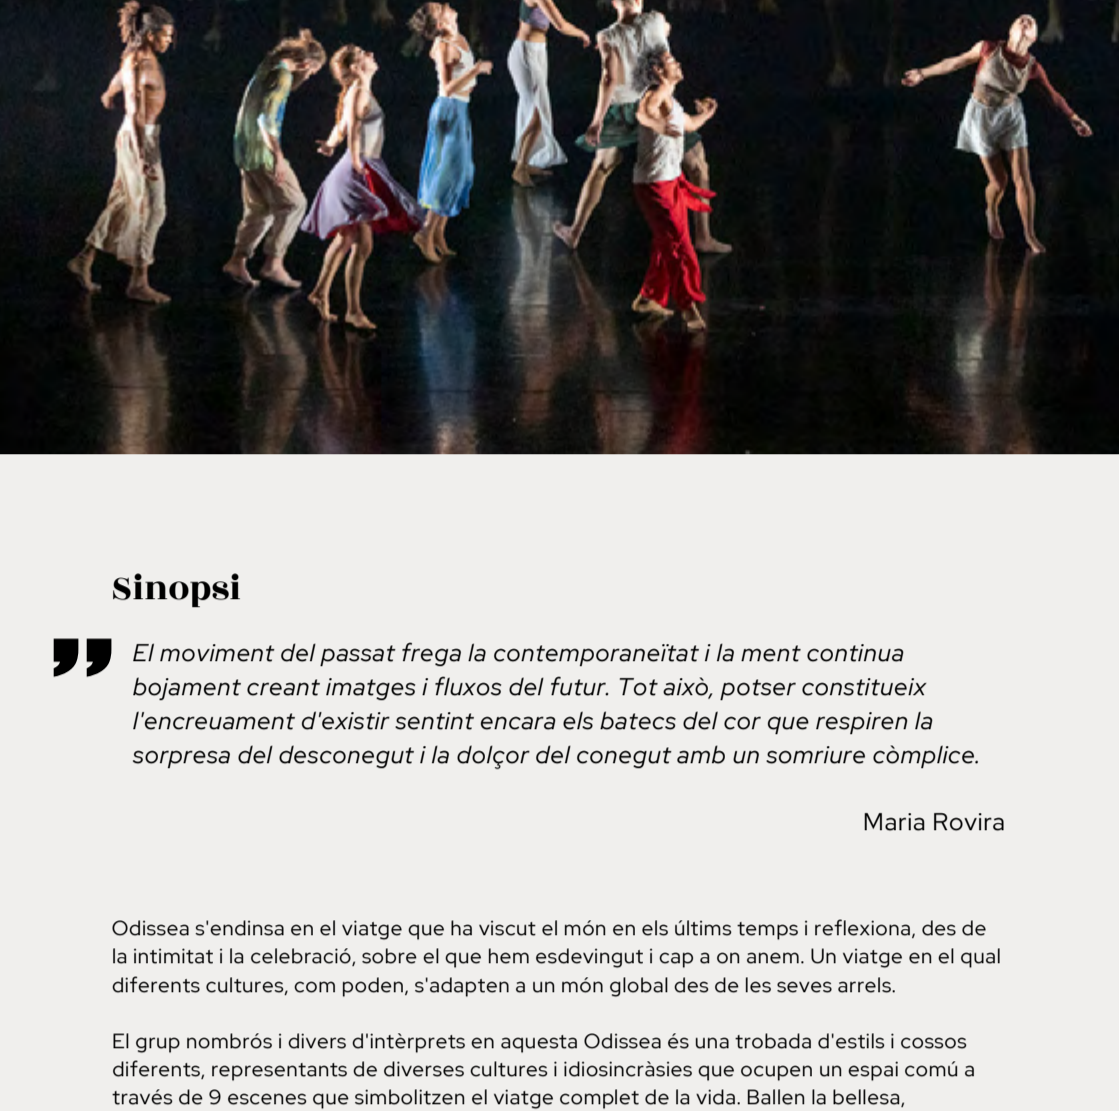 Sinopsi
El moviment del passat frega la contemporaneïtat i la ment continua
bojament creant imatges i fluxos del futur. Tot això, potser constitueix
l'encreuament d'existir sentint encara els batecs del cor que respiren la
sorpresa del desconegut i la dolçor del conegut amb un somriure còmplice.
Maria Rovira
Odissea s'endinsa en el viatge que ha viscut el món en els últims temps i reflexiona, des de
la intimitat i la celebració, sobre el que hem esdevingut i cap a on anem. Un viatge en el qual
diferents cultures, com poden, s'adapten a un món global des de les seves arrels.
El grup nombrós i divers d'intèrprets en aquesta Odissea és una trobada d'estils i cossos
diferents, representants de diverses cultures i idiosincràsies que ocupen un espai comú a
través de 9 escenes que simbolitzen el viatge complet de la vida. Ballen la bellesa,